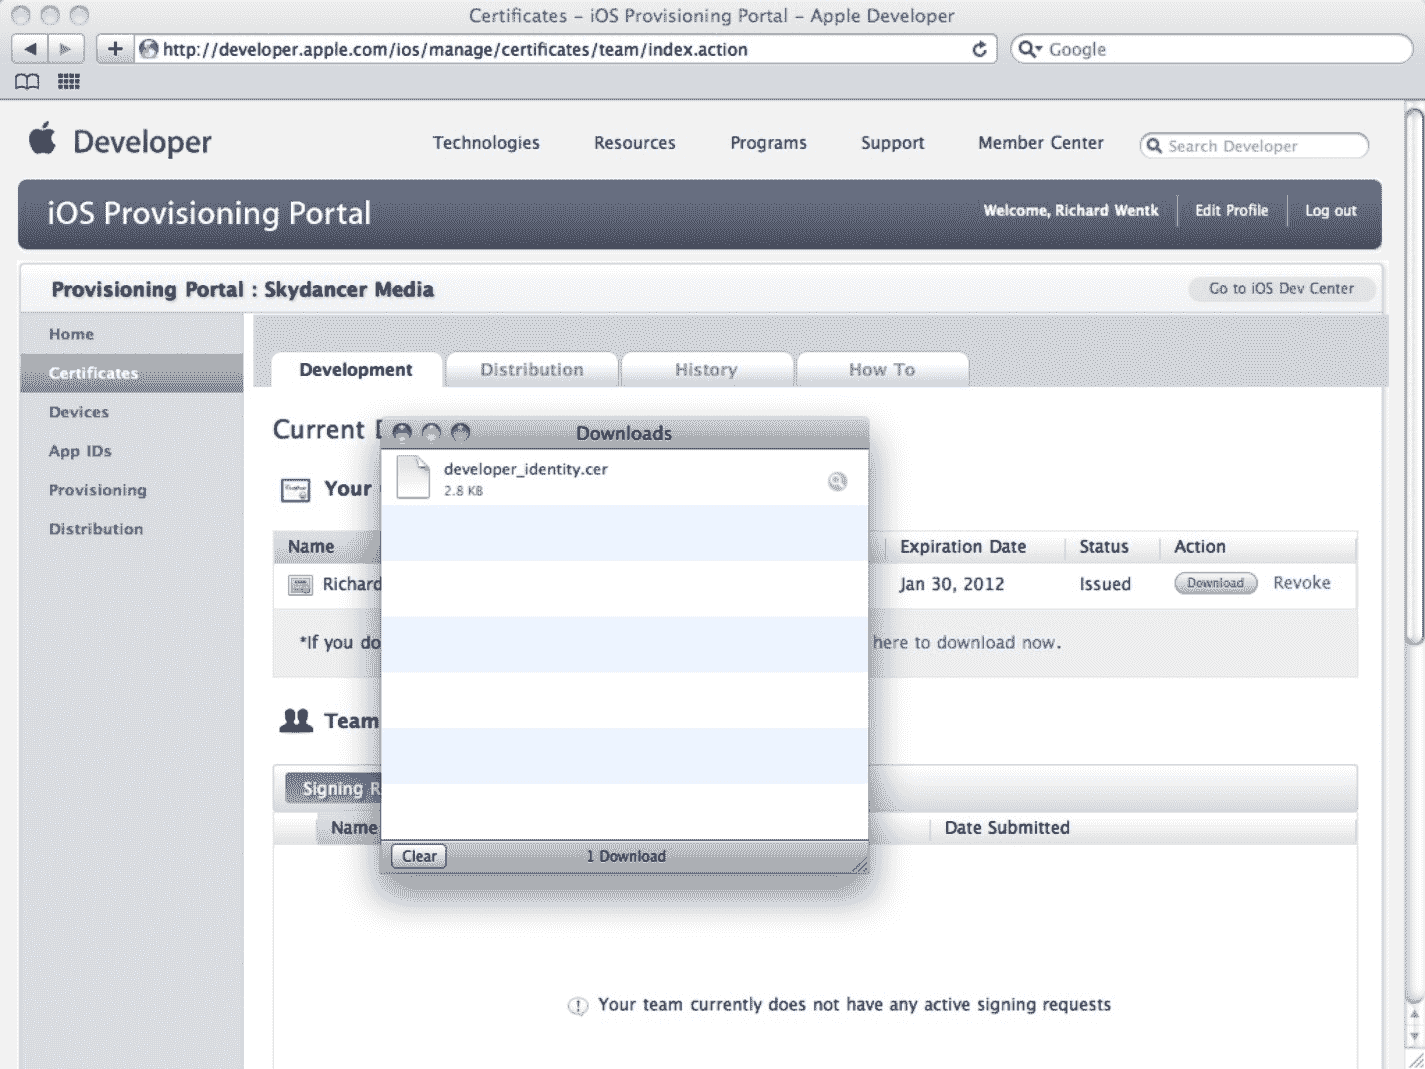 Certificates – iOS Provisioning Portal – Apple Developer
http://developer.apple.com/ios/manage/certificates/team/index.action
Google
Developer
Technologies
Resources
Programs
Support
Member Center
Search Developer
iOS Provisioning Portal
Welcome, Richard Wentk
Edit Profile
Log out
Provisioning Portal : Skydancer Media
Go to iOS Dev Center
Home
Certificates
Devices
App IDs
Provisioning
Distribution
Development
Distribution
History
How To
Current
Downloads
developer_identity.cer
2.8 KB
Your
Name
Expiration Date
Status
Action
Richard
Jan 30, 2012
Issued
Download
Revoke
*If you do
here to download now.
Team
Signing R
Name
Date Submitted
Clear
1 Download
Your team currently does not have any active signing requests